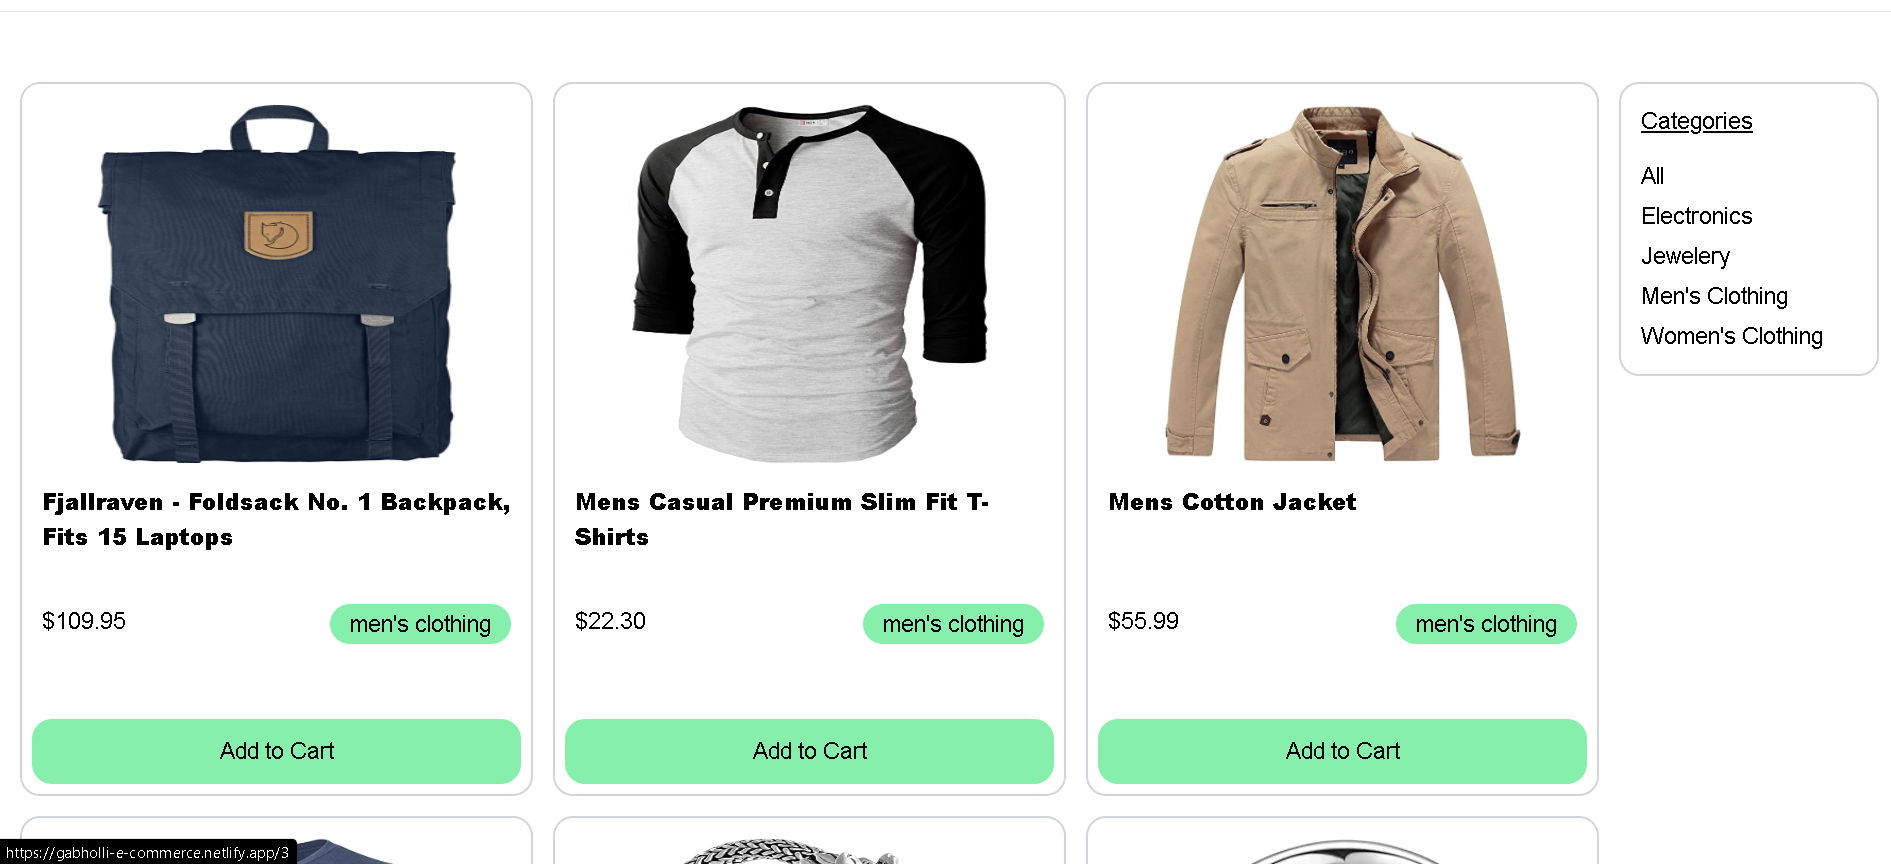 Fjallraven - Foldsack No. 1 Backpack,
Fits 15 Laptops
$109.95
men's clothing
Add to Cart
Mens Casual Premium Slim Fit T-
Shirts
$22.30
men's clothing
Add to Cart
Mens Cotton Jacket
$55.99
men's clothing
Add to Cart
Categories
All
Electronics
Jewelery
Men's Clothing
Women's Clothing
https://gabholli-e-commerce.netlify.app/3